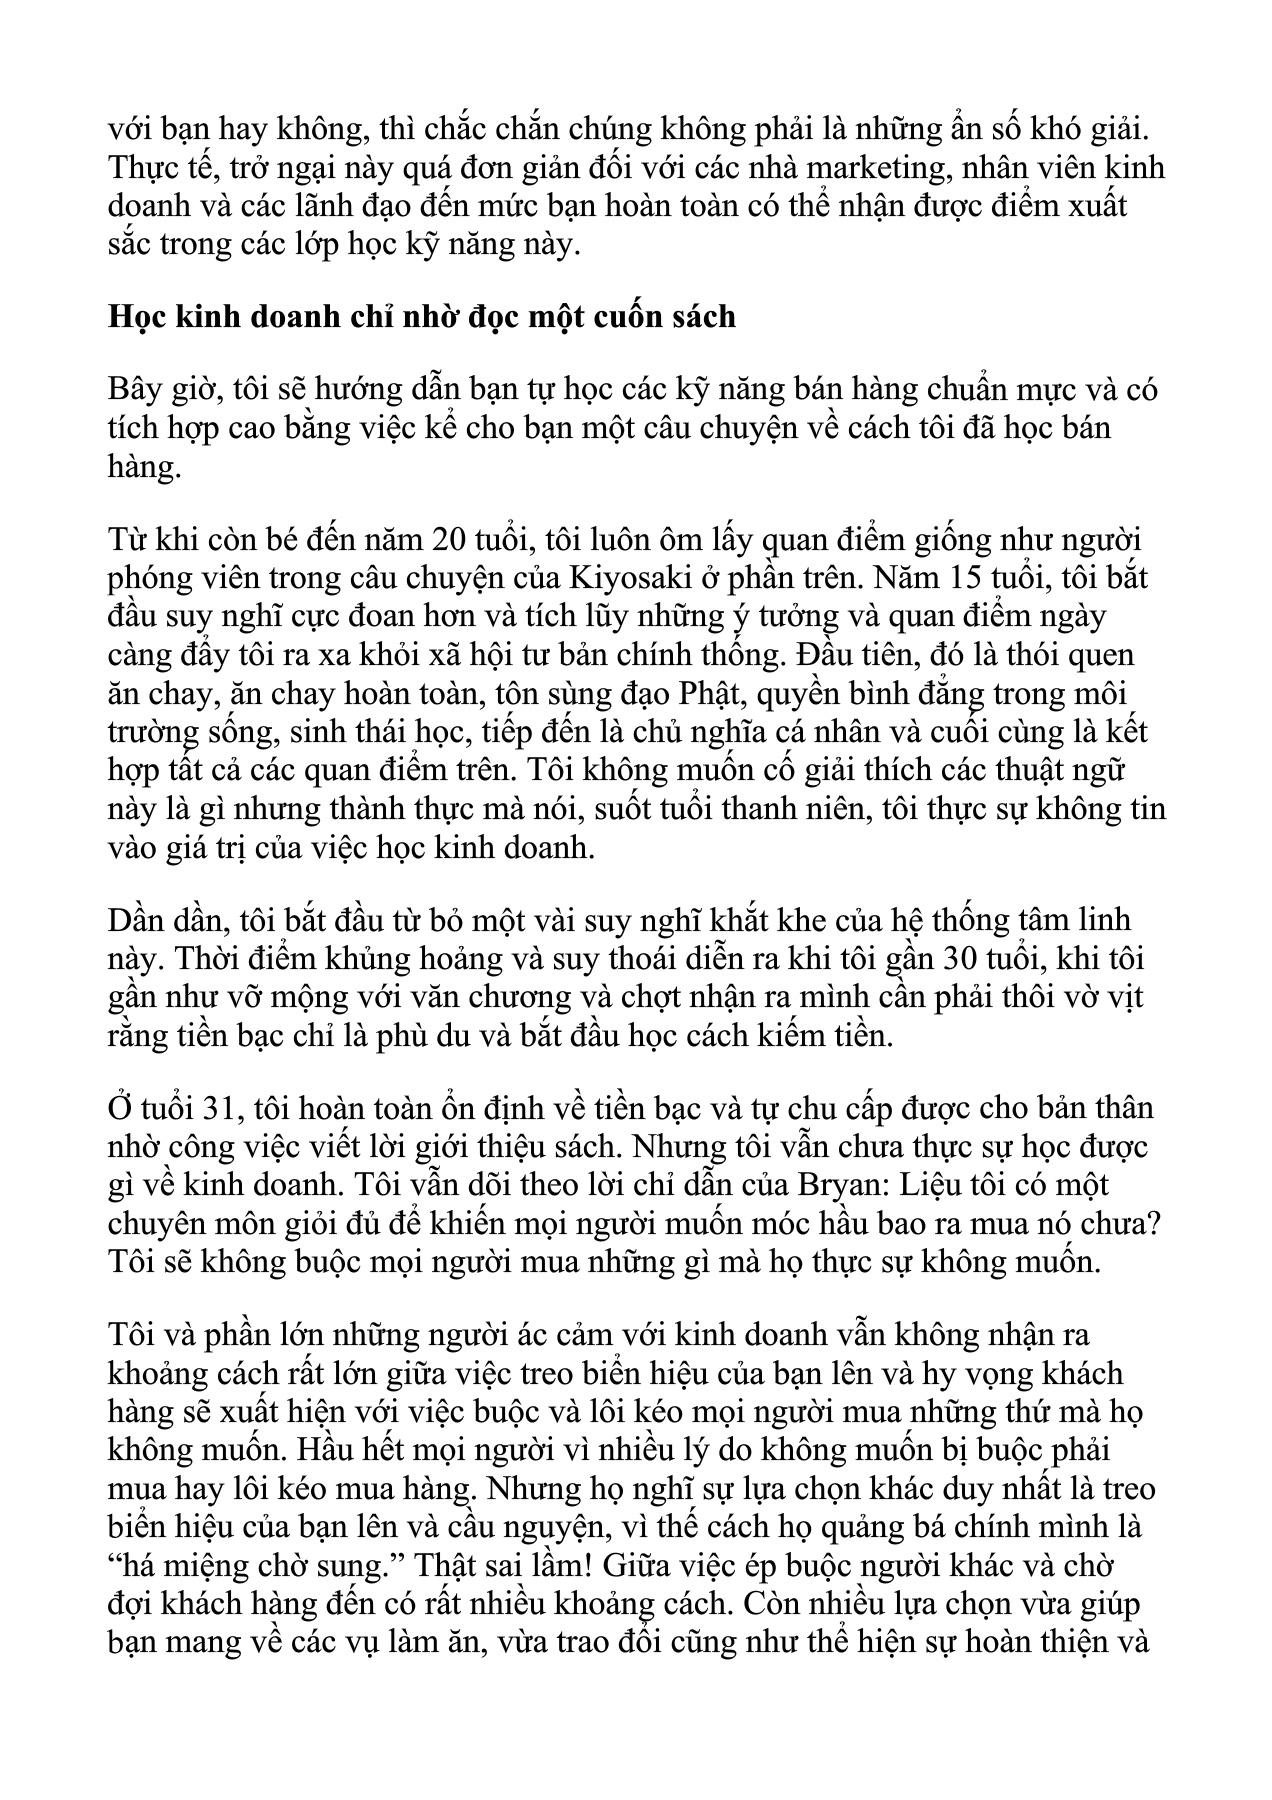 với bạn hay không, thì chắc chắn chúng không phải là những ẩn số khó giải.
Thực tế, trở ngại này quá đơn giản đối với các nhà marketing, nhân viên kinh
doanh và các lãnh đạo đến mức bạn hoàn toàn có thể nhận được điểm xuất
sắc trong các lớp học kỹ năng này.
Học kinh doanh chỉ nhờ đọc một cuốn sách
Bây giờ, tôi sẽ hướng dẫn bạn tự học các kỹ năng bán hàng chuẩn mực và có
tích hợp cao bằng việc kể cho bạn một câu chuyện về cách tôi đã học bán
hàng.
Từ khi còn bé đến năm 20 tuổi, tôi luôn ôm lấy quan điểm giống như người
phóng viên trong câu chuyện của Kiyosaki ở phần trên. Năm 15 tuổi, tôi bắt
đầu suy nghĩ cực đoan hơn và tích lũy những ý tưởng và quan điểm ngày
càng đẩy tôi ra xa khỏi xã hội tư bản chính thống. Đầu tiên, đó là thói quen
ăn chay, ăn chay hoàn toàn, tôn sùng đạo Phật, quyền bình đẳng trong môi
trường sống, sinh thái học, tiếp đến là chủ nghĩa cá nhân và cuối cùng là kết
hợp tất cả các quan điểm trên. Tôi không muốn cố giải thích các thuật ngữ
này là gì nhưng thành thực mà nói, suốt tuổi thanh niên, tôi thực sự không tin
vào giá trị của việc học kinh doanh.
Dần dần, tôi bắt đầu từ bỏ một vài suy nghĩ khắt khe của hệ thống tâm linh
này. Thời điểm khủng hoảng và suy thoái diễn ra khi tôi gần 30 tuổi, khi tôi
gần như vỡ mộng với văn chương và chợt nhận ra mình cần phải thôi vờ vịt
rằng tiền bạc chỉ là phù du và bắt đầu học cách kiếm tiền.
Ở tuổi 31, tôi hoàn toàn ổn định về tiền bạc và tự chu cấp được cho bản thân
nhờ công việc viết lời giới thiệu sách. Nhưng tôi vẫn chưa thực sự học được
gì về kinh doanh. Tôi vẫn dõi theo lời chỉ dẫn của Bryan: Liệu tôi có một
chuyên môn giỏi đủ để khiến mọi người muốn móc hầu bao ra mua nó chưa?
Tôi sẽ không buộc mọi người mua những gì mà họ thực sự không muốn.
Tôi và phần lớn những người ác cảm với kinh doanh vẫn không nhận ra
khoảng cách rất lớn giữa việc treo biển hiệu của bạn lên và hy vọng khách
hàng sẽ xuất hiện với việc buộc và lôi kéo mọi người mua những thứ mà họ
không muốn. Hầu hết mọi người vì nhiều lý do không muốn bị buộc phải
mua hay lôi kéo mua hàng. Nhưng họ nghĩ sự lựa chọn khác duy nhất là treo
biển hiệu của bạn lên và cầu nguyện, vì thế cách họ quảng bá chính mình là
“há miệng chờ sung.” Thật sai lầm! Giữa việc ép buộc người khác và chờ
đợi khách hàng đến có rất nhiều khoảng cách. Còn nhiều lựa chọn vừa giúp
bạn mang về các vụ làm ăn, vừa trao đổi cũng như thể hiện sự hoàn thiện và